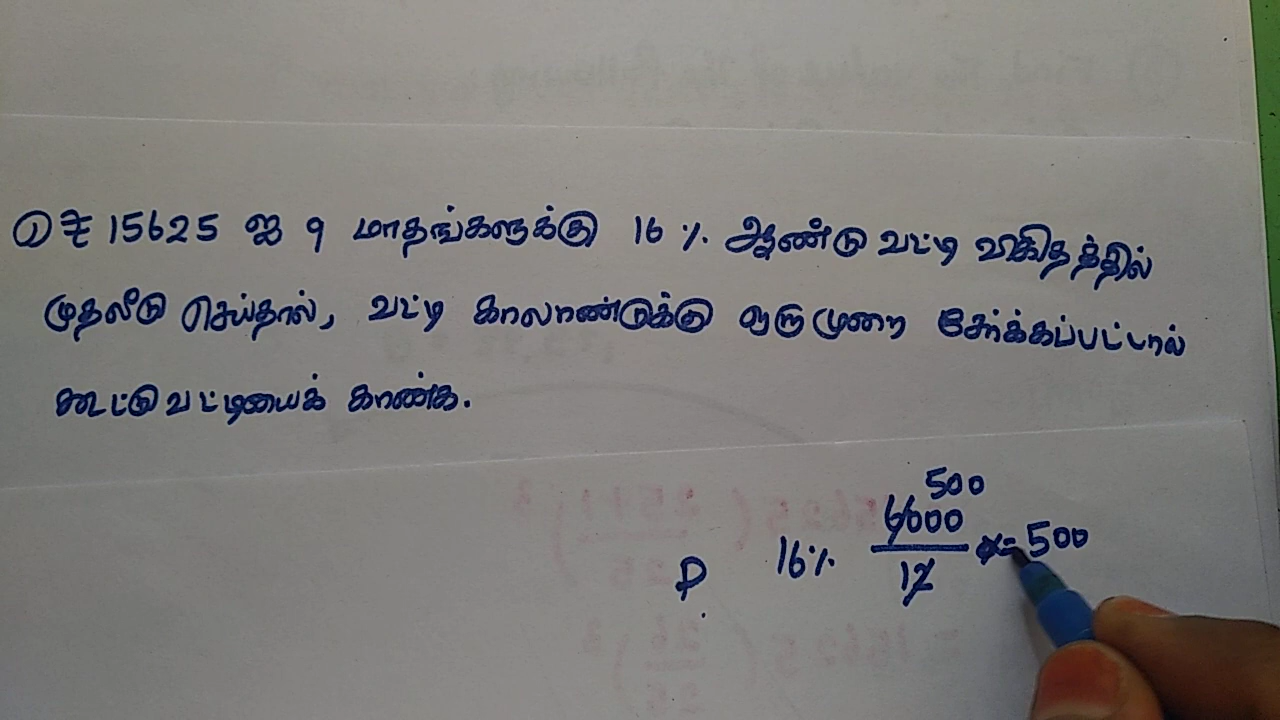 ① ₹ 15625 ஐ 9 மாதங்களுக்கு 16 % ஆண்டு வட்டி விகிதத்தில்
முதலீடு செய்தால், வட்டி காலாண்டுக்கு ஒருமுறை சேர்க்கப்பட்டால்
கூட்டு வட்டியைக் காண்க.
500
6000
P 16% = 500
12